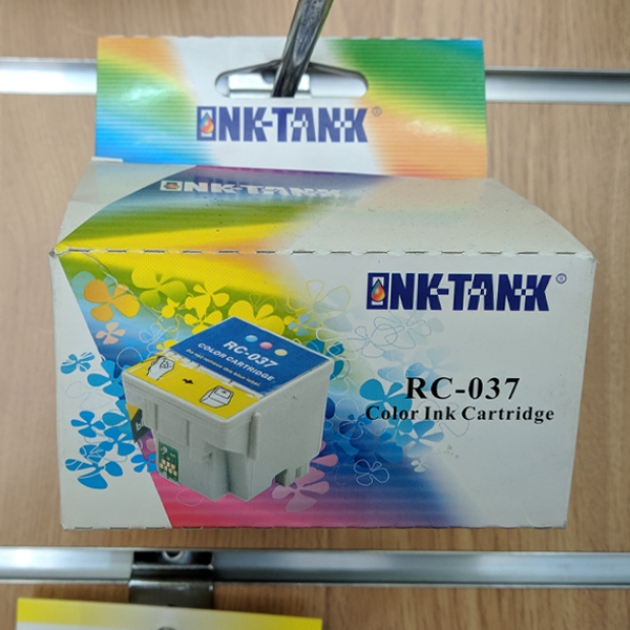 INK-TANK®
INK-TANK
INK-TANK®
RC-037
Color Ink Cartridge
RC-037
COLOR CARTRIDGE